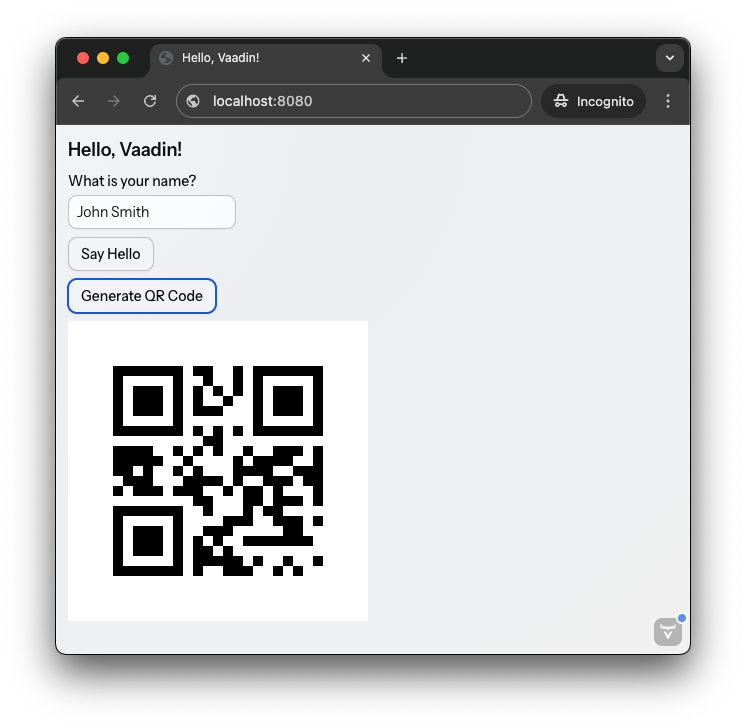 Hello, Vaadin!
localhost:8080
Incognito
Hello, Vaadin!
What is your name?
John Smith
Say Hello
Generate QR Code